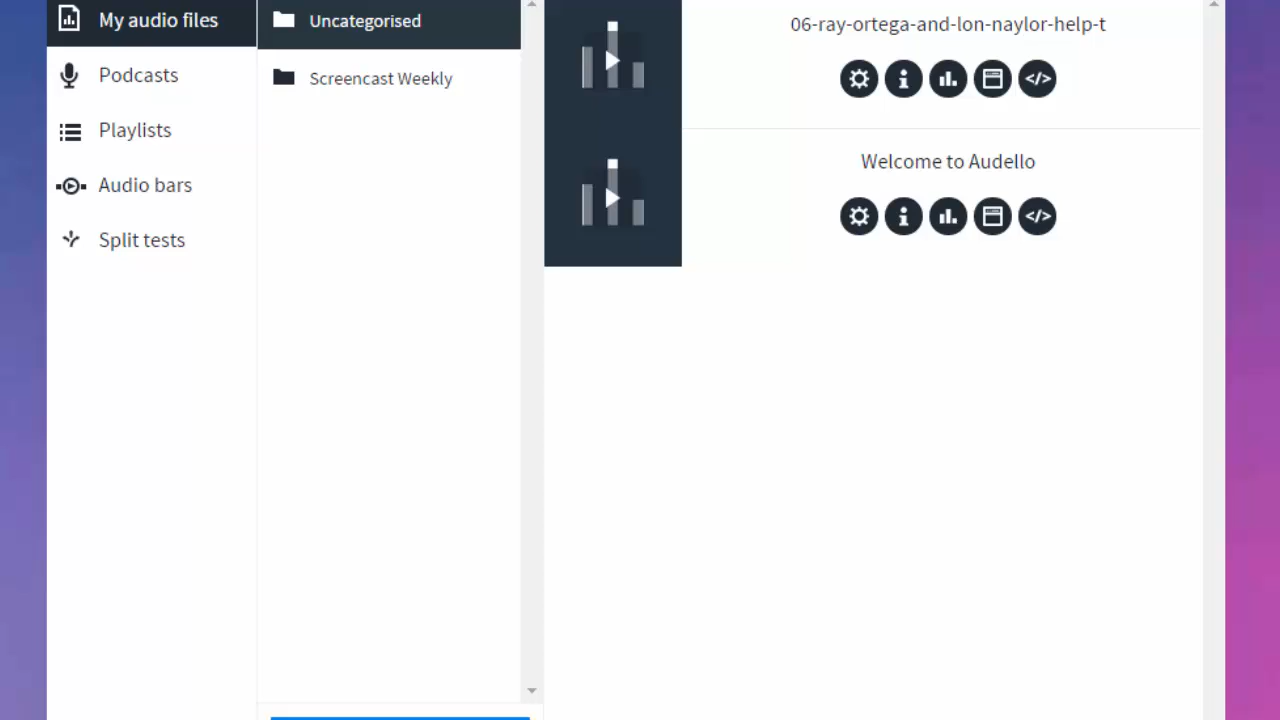 My audio files
Podcasts
Playlists
Audio bars
Split tests
Uncategorised
Screencast Weekly
06-ray-ortega-and-lon-naylor-help-t
Welcome to Audello